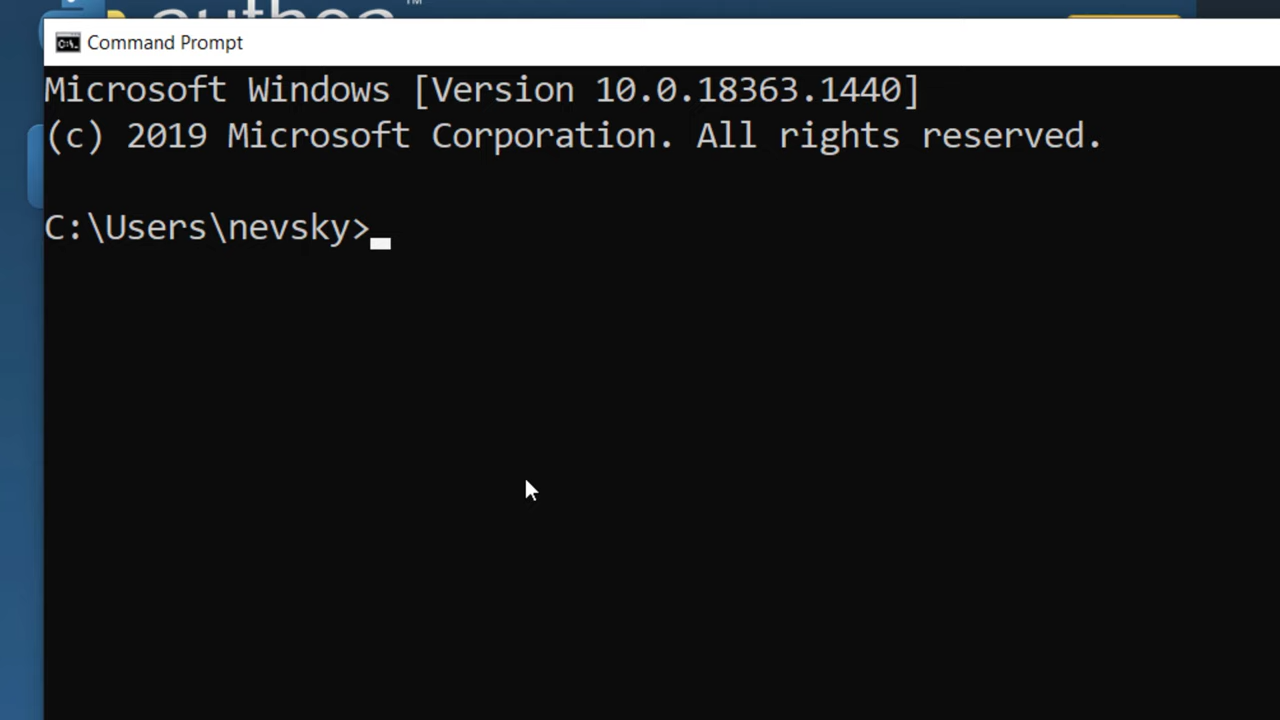 Command Prompt
Microsoft Windows [Version 10.0.18363.1440]
(c) 2019 Microsoft Corporation. All rights reserved.
C:\Users\nevsky>